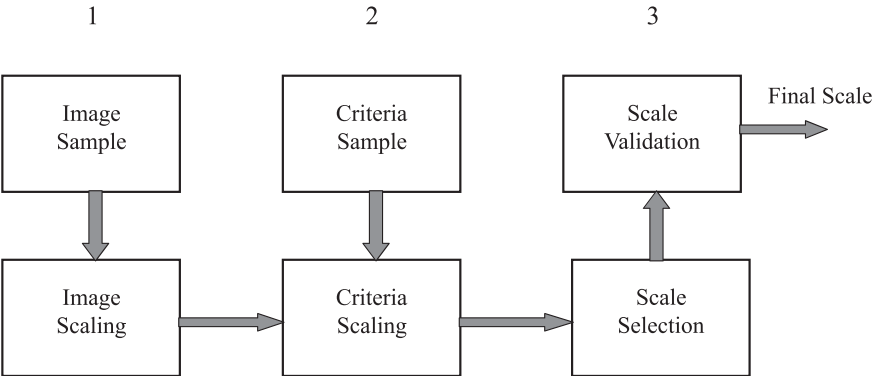 1
2
3
Image
Sample
Criteria
Sample
Scale
Validation
Final Scale
Image
Scaling
Criteria
Scaling
Scale
Selection